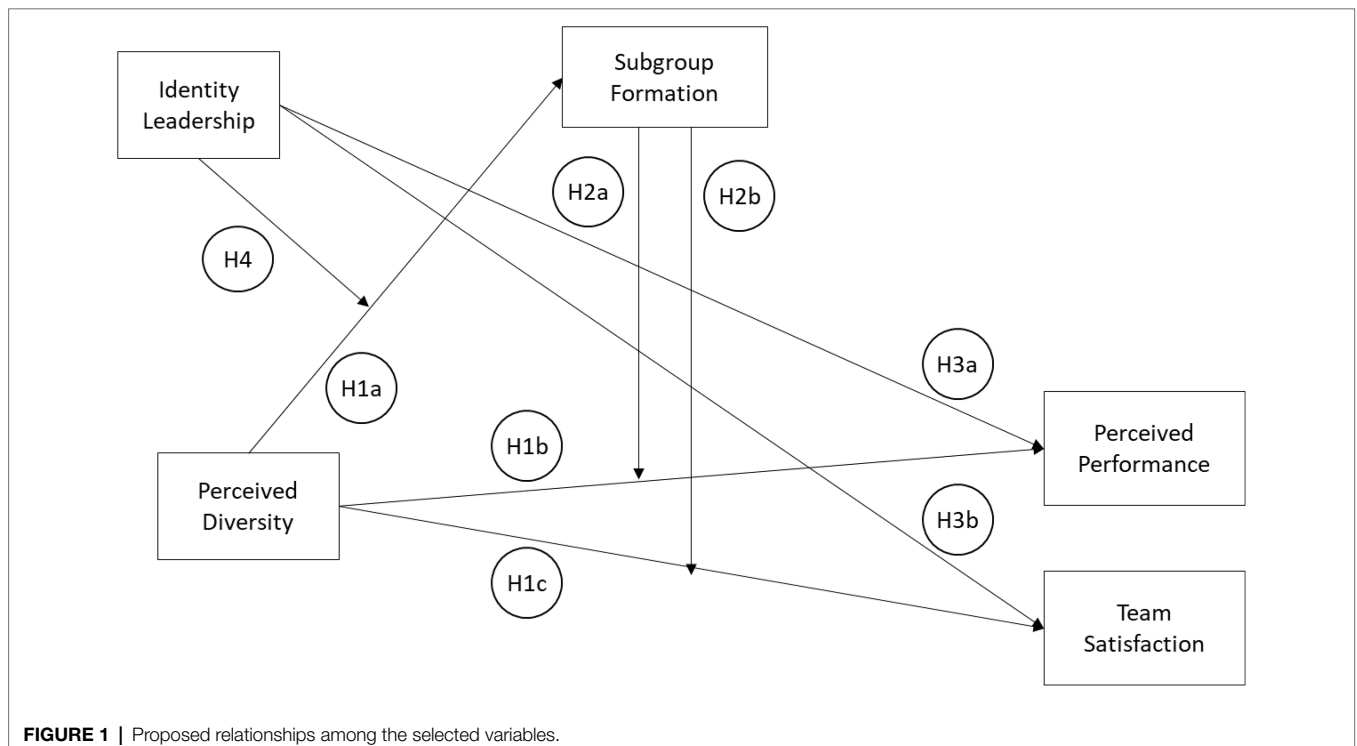 Identity
Leadership
Subgroup
Formation
H2a
H2b
H4
H3a
H1a
Perceived
Performance
H1b
Perceived
Diversity
H3b
H1c
Team
Satisfaction
FIGURE 1 | Proposed relationships among the selected variables.